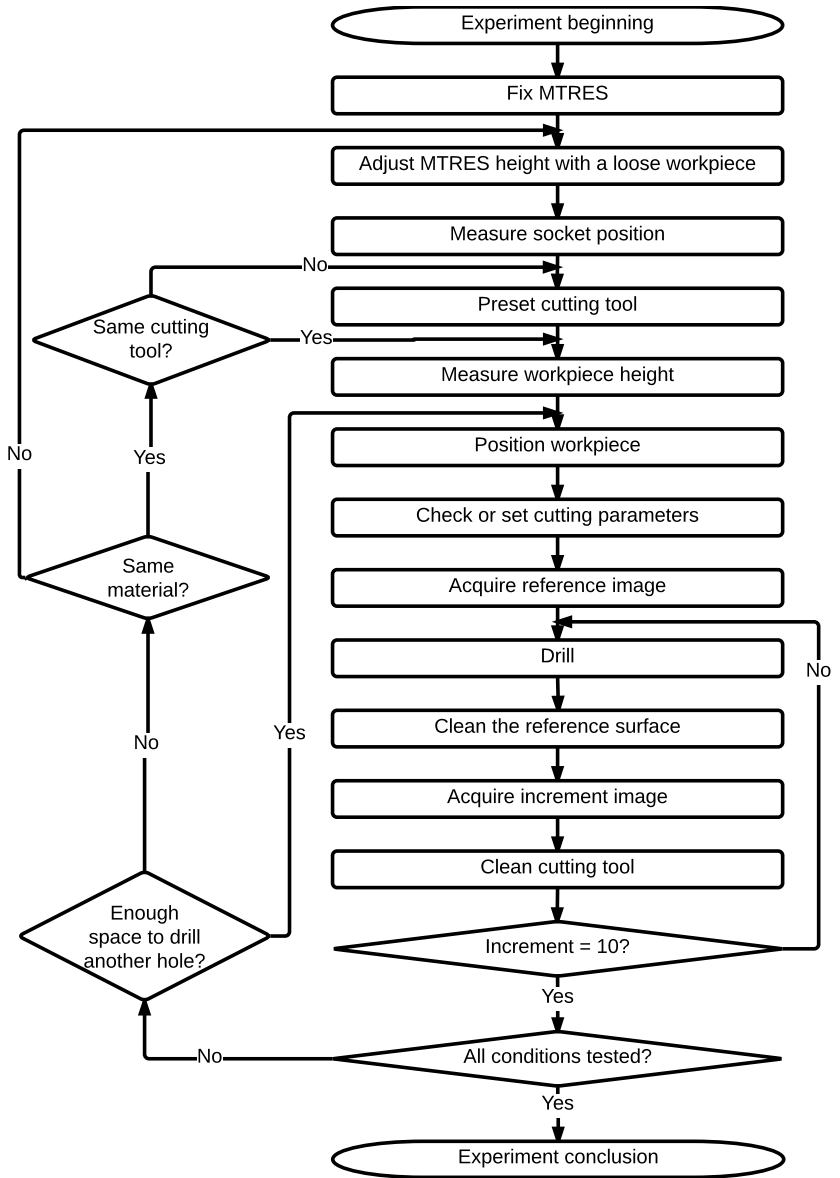 Experiment beginning
Fix MTRES
Adjust MTRES height with a loose workpiece
Measure socket position
No
Preset cutting tool
Same cutting
tool?
Yes
Measure workpiece height
Position workpiece
No
Yes
Check or set cutting parameters
Same
material?
Acquire reference image
Drill
No
Clean the reference surface
Yes
No
Acquire increment image
Clean cutting tool
Enough
space to drill
another hole?
Increment = 10?
Yes
All conditions tested?
No
Yes
Experiment conclusion